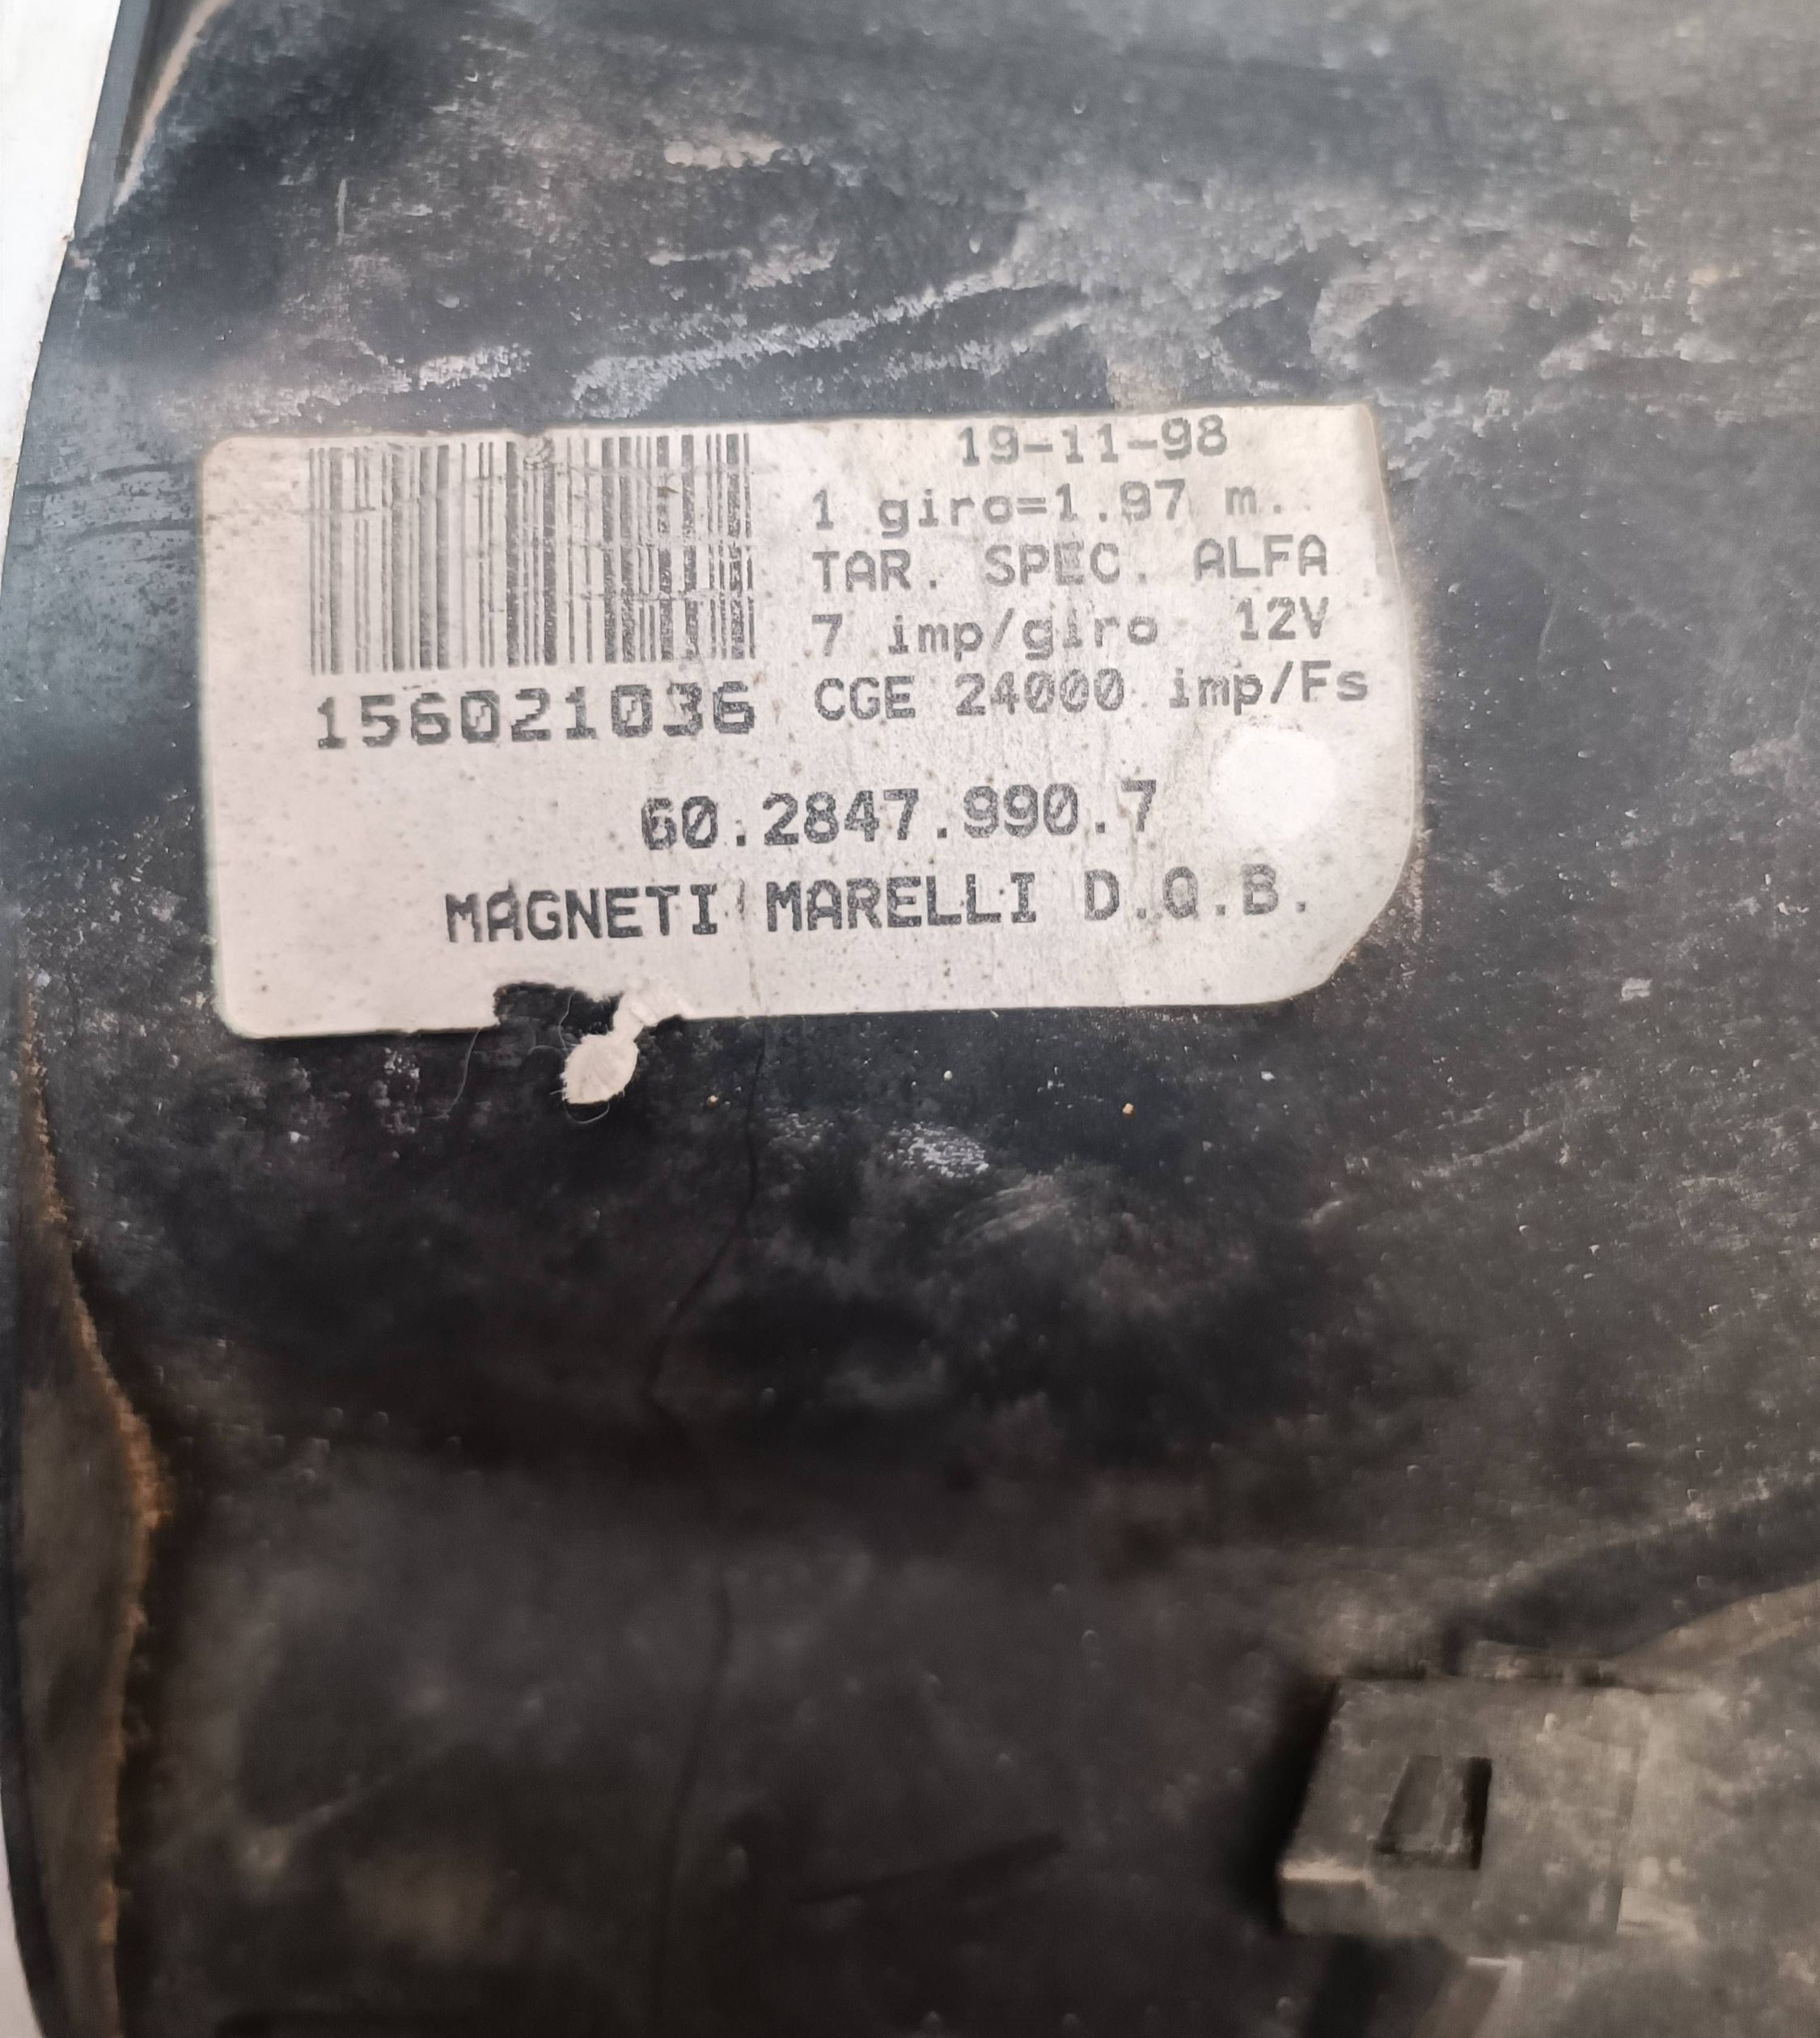 19-11-98
1 giro=1.97 m.
TAR. SPEC. ALFA
7 imp/giro 12V
156021036 CGE 24000 imp/Fs
60.2847.990.7
MAGNETI MARELLI D.Q.B.